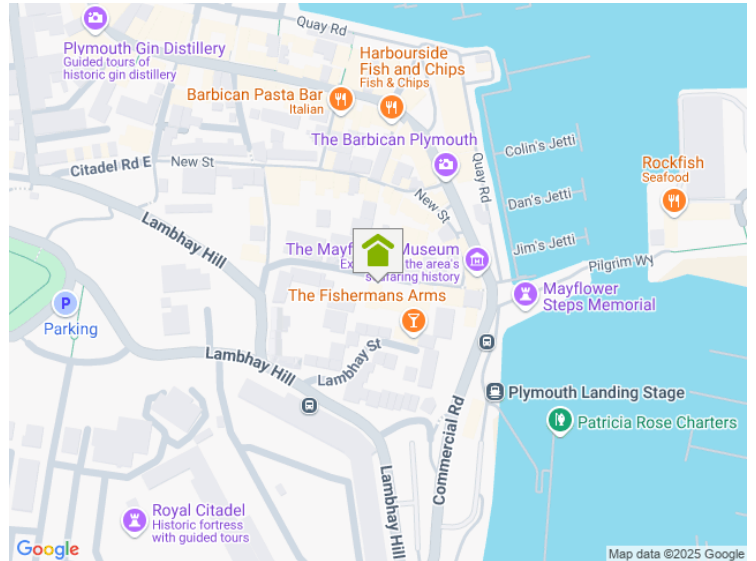 Quay Rd
Plymouth Gin Distillery
Guided tours of
historic gin distillery
Harbourside
Fish and Chips
Fish & Chips
Barbican Pasta Bar
Italian
The Barbican Plymouth
Colin's Jetti
Citadel Rd E
New St
Quay Rd
Rockfish
Seafood
New St
Dan's Jetti
Lambhay Hill
Jim's Jetti
The Mayf Museum
Ex the area's
s faring history
Pilgrim Wy
Mayflower
Steps Memorial
The Fishermans Arms
P
Parking
Lambhay St
Lambhay Hill
Plymouth Landing Stage
Commercial Rd
Patricia Rose Charters
Lambhay Hill
Royal Citadel
Historic fortress
with guided tours
Google
Map data ©2025 Google